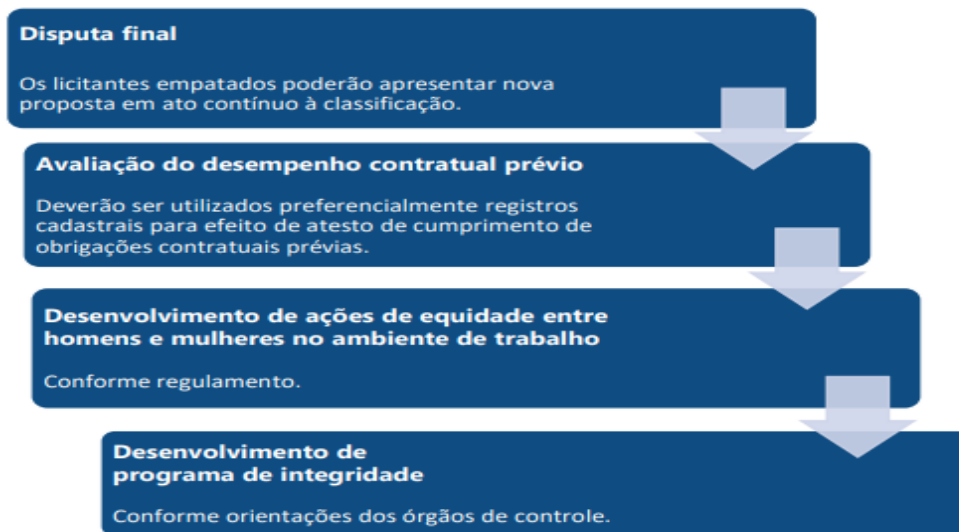 Disputa final
Os licitantes empatados poderão apresentar nova
proposta em ato contínuo à classificação.
Avaliação do desempenho contratual prévio
Deverão ser utilizados preferencialmente registros
cadastrais para efeito de atesto de cumprimento de
obrigações contratuais prévias.
Desenvolvimento de ações de equidade entre
homens e mulheres no ambiente de trabalho
Conforme regulamento.
Desenvolvimento de
programa de integridade
Conforme orientações dos órgãos de controle.